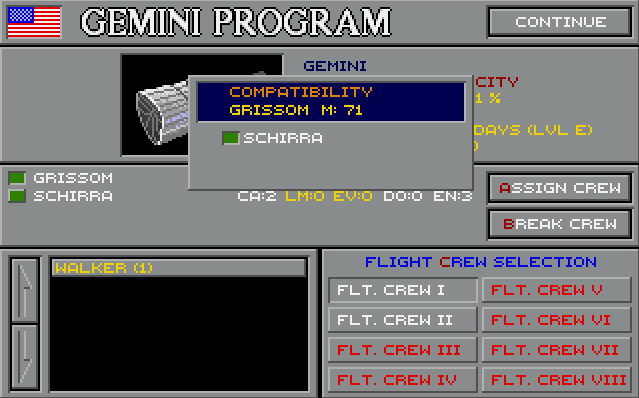 GEMINI PROGRAM
CONTINUE
GEMINI
CITY
1 %
COMPATIBILITY
GRISSOM M: 71
DAYS (LVL E)
)
SCHIRRA
GRISSOM
SCHIRRA
CA:2 LM:0 EV:0 DO:0 EN:3
ASSIGN CREW
BREAK CREW
WALKER (1)
FLIGHT CREW SELECTION
FLT. CREW I
FLT. CREW V
FLT. CREW II
FLT. CREW VI
FLT. CREW III
FLT. CREW VII
FLT. CREW IV
FLT. CREW VIII